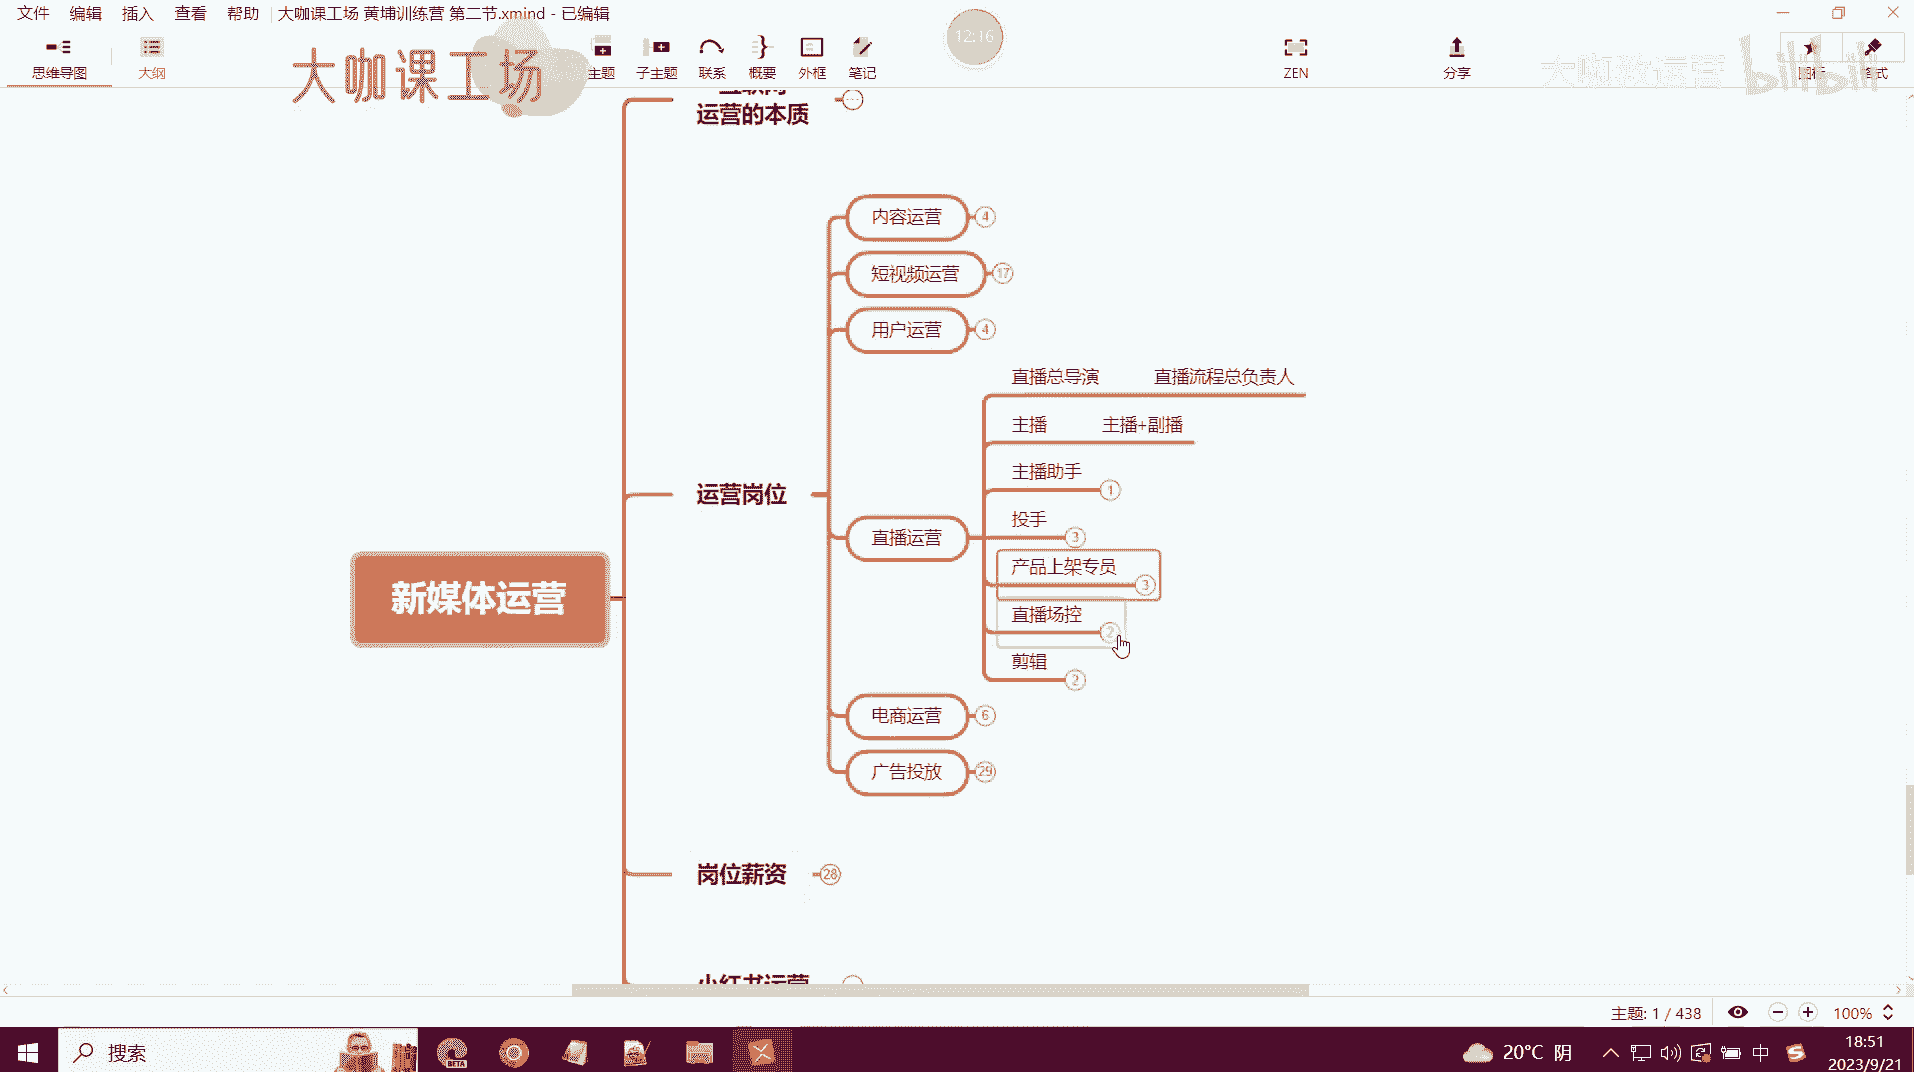 文件 编辑 插入 查看 帮助 大咖课工场 黄埔训练营 第二节.xmind - 已编辑
思维导图 大纲 主题 子主题 联系 概要 外框 笔记 ZEN 分享
大咖课工场
12:16
大咖教运营 bilibili
运营的本质
内容运营 4
短视频运营 17
用户运营 4
直播总导演 直播流程总负责人
主播 主播+副播
主播助手 1
运营岗位
投手 3
直播运营
产品上架专员 3
直播场控 2
新媒体运营
剪辑 2
电商运营 6
广告投放 29
岗位薪资 28
小红书运营
主题: 1 / 438 100%
搜索 BETA 20°C 阴 中 18:51
2023/9/21